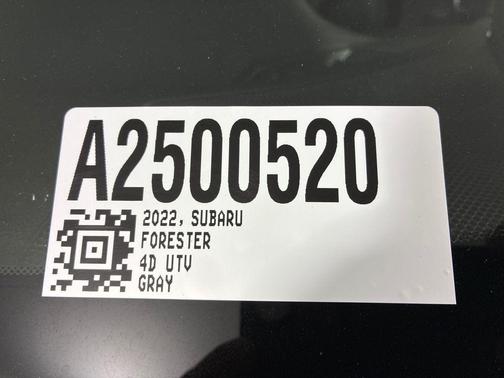 A2500520
2022, SUBARU
FORESTER
4D UTV
GRAY